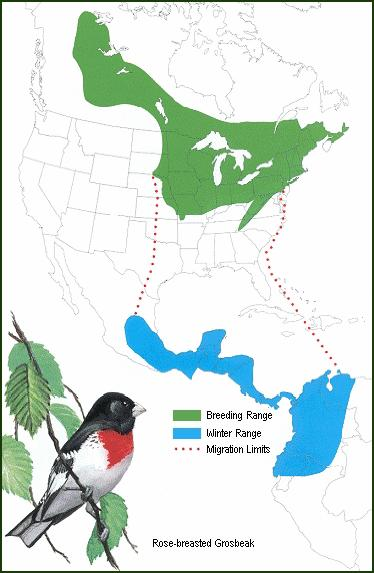 Breeding Range
Winter Range
Migration Limits
Rose-breasted Grosbeak